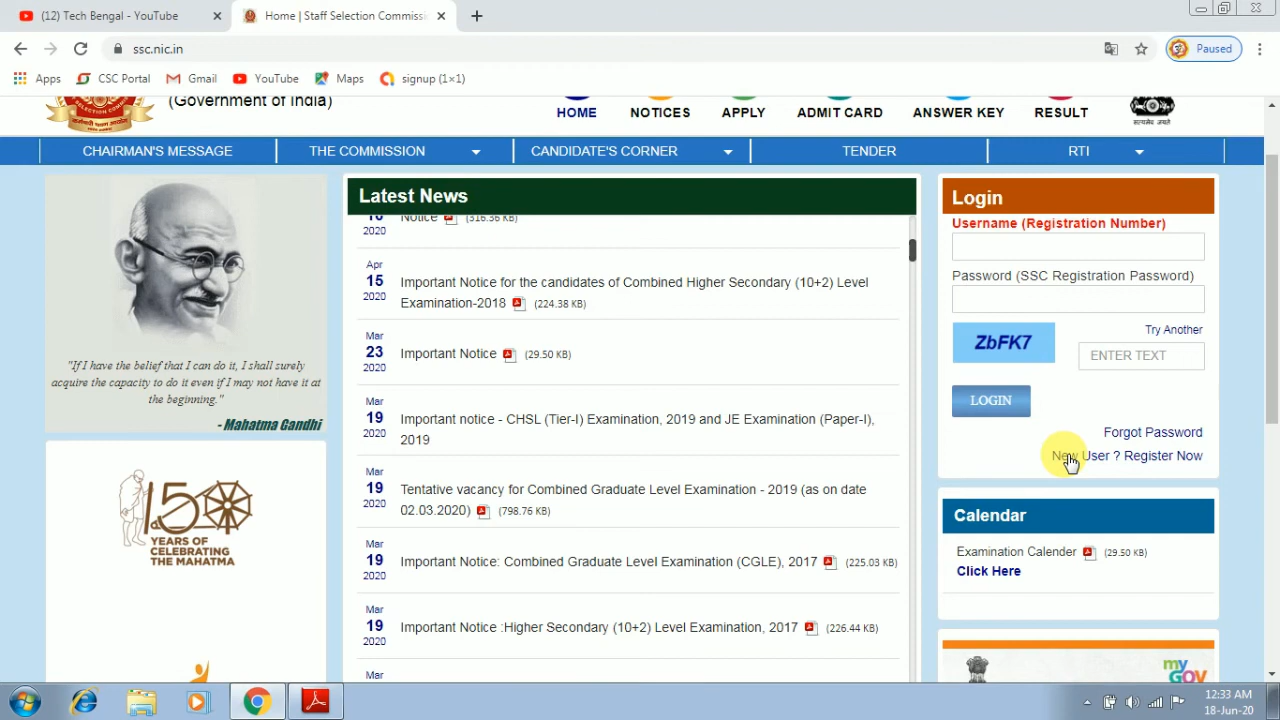 (12) Tech Bengal - YouTube
Home | Staff Selection Commissi
ssc.nic.in
Paused
Apps
CSC Portal
Gmail
YouTube
Maps
signup (1×1)
(Government of India)
HOME
NOTICES
APPLY
ADMIT CARD
ANSWER KEY
RESULT
सत्यमेव जयते
CHAIRMAN'S MESSAGE
THE COMMISSION
CANDIDATE'S CORNER
TENDER
RTI
"If I have the belief that I can do it, I shall surely
acquire the capacity to do it even if I may not have it at
the beginning."
- Mahatma Gandhi
150
YEARS OF
CELEBRATING
THE MAHATMA
Latest News
16
2020
Notice (316.36 KB)
Apr
15
2020
Important Notice for the candidates of Combined Higher Secondary (10+2) Level
Examination-2018 (224.38 KB)
Mar
23
2020
Important Notice (29.50 KB)
Mar
19
2020
Important notice - CHSL (Tier-I) Examination, 2019 and JE Examination (Paper-I),
2019
Mar
19
2020
Tentative vacancy for Combined Graduate Level Examination - 2019 (as on date
02.03.2020) (798.76 KB)
Mar
19
2020
Important Notice: Combined Graduate Level Examination (CGLE), 2017 (225.03 KB)
Mar
19
2020
Important Notice :Higher Secondary (10+2) Level Examination, 2017 (226.44 KB)
Mar
Login
Username (Registration Number)
Password (SSC Registration Password)
ZbFK7
Try Another
ENTER TEXT
LOGIN
Forgot Password
New User ? Register Now
Calendar
Examination Calender (29.50 KB)
Click Here
my
GOV
12:33 AM
18-Jun-20